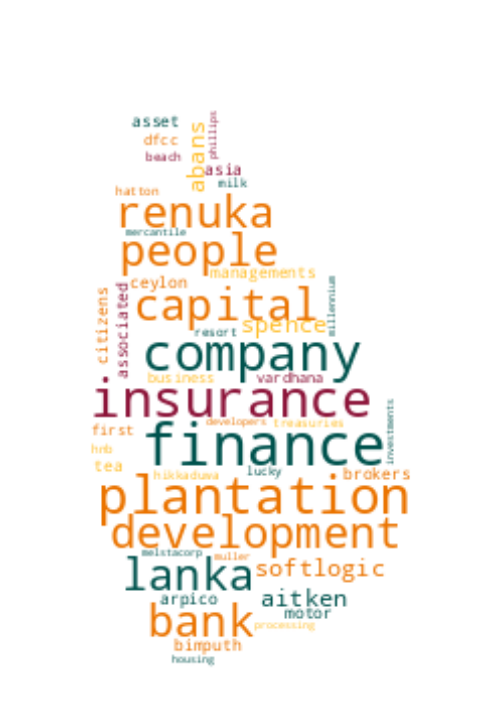 phillips
asset
abans
dfcc
beach
asia
milk
hatton
renuka
mercantile
people
managements
ceylon
millennium
citizens
associated
capital
spence
resort
company
business
vardhana
insurance
investments
developers
treasuries
first
finance
hnb
tea
lucky
hikkaduwa
brokers
plantation
development
melstacorp
muller
lanka
softlogic
arpico
aitken
motor
bank
processing
bimputh
housing